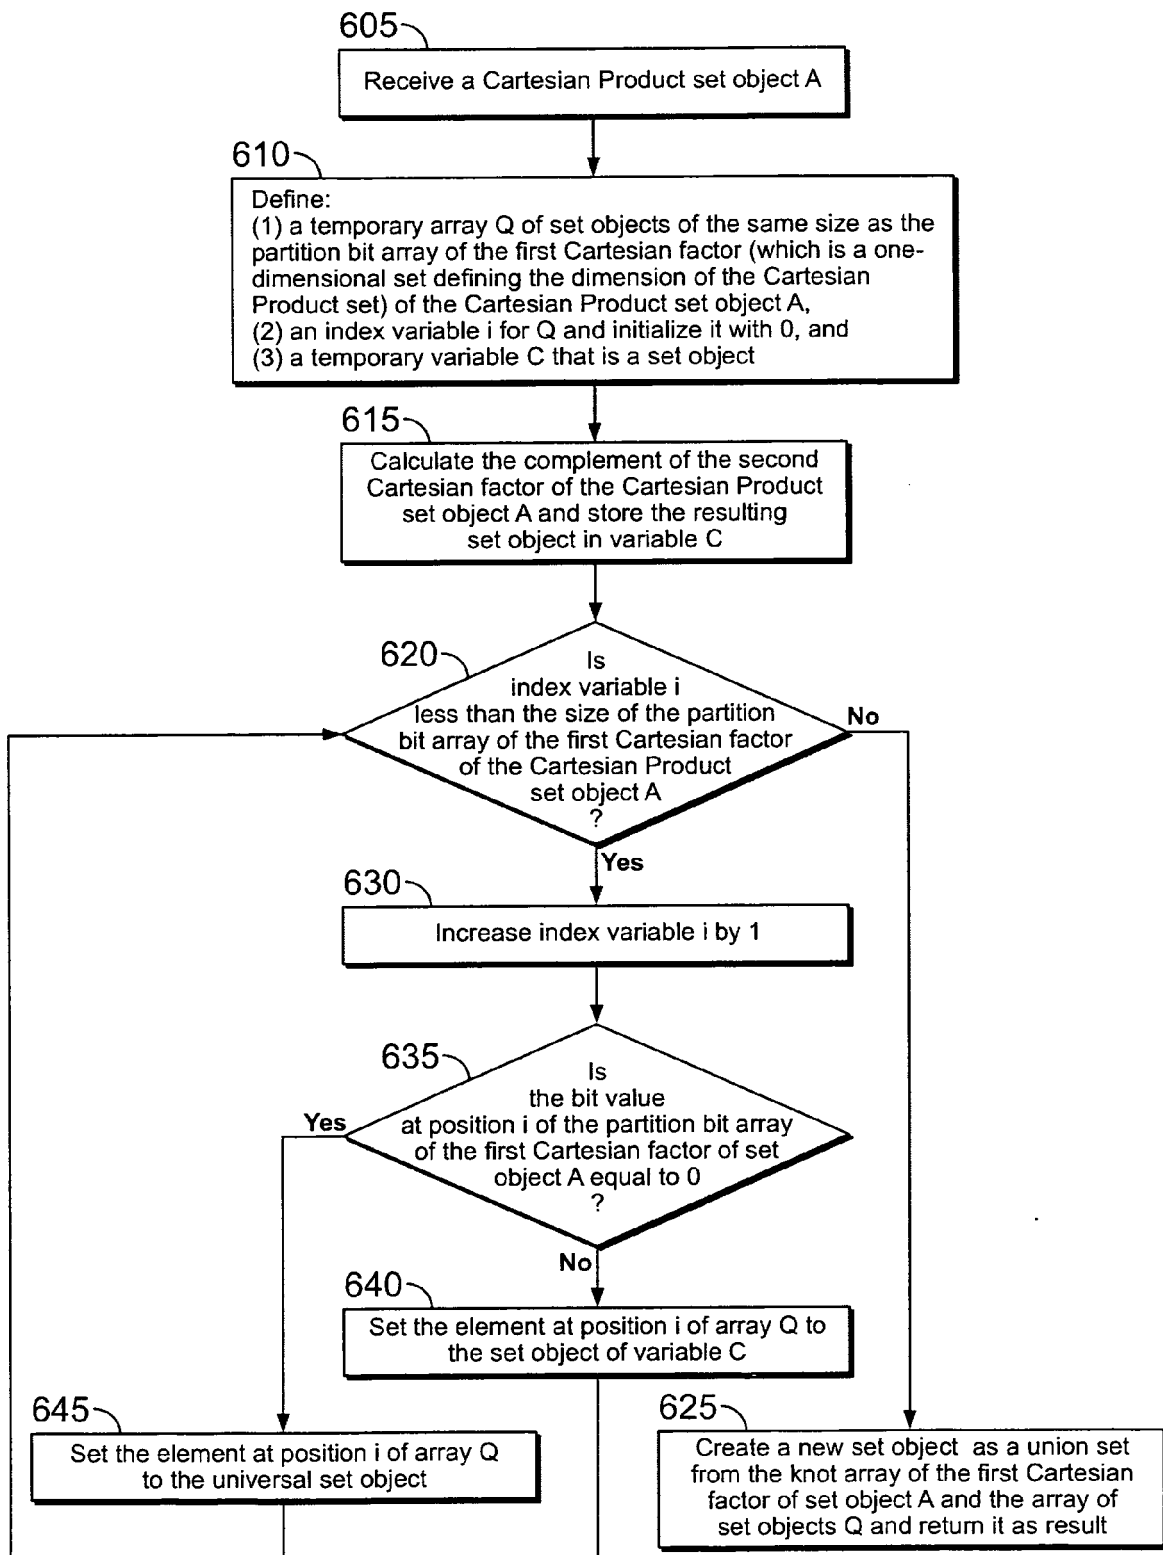 605
Receive a Cartesian Product set object A
610
Define:
(1) a temporary array Q of set objects of the same size as the
partition bit array of the first Cartesian factor (which is a one-
dimensional set defining the dimension of the Cartesian
Product set) of the Cartesian Product set object A,
(2) an index variable i for Q and initialize it with 0, and
(3) a temporary variable C that is a set object
615
Calculate the complement of the second
Cartesian factor of the Cartesian Product
set object A and store the resulting
set object in variable C
620
Is
index variable i
less than the size of the partition
bit array of the first Cartesian factor
of the Cartesian Product
set object A
?
No
Yes
630
Increase index variable i by 1
635
Is
the bit value
at position i of the partition bit array
of the first Cartesian factor of set
object A equal to 0
?
Yes
No
640
Set the element at position i of array Q to
the set object of variable C
645
Set the element at position i of array Q
to the universal set object
625
Create a new set object as a union set
from the knot array of the first Cartesian
factor of set object A and the array of
set objects Q and return it as result